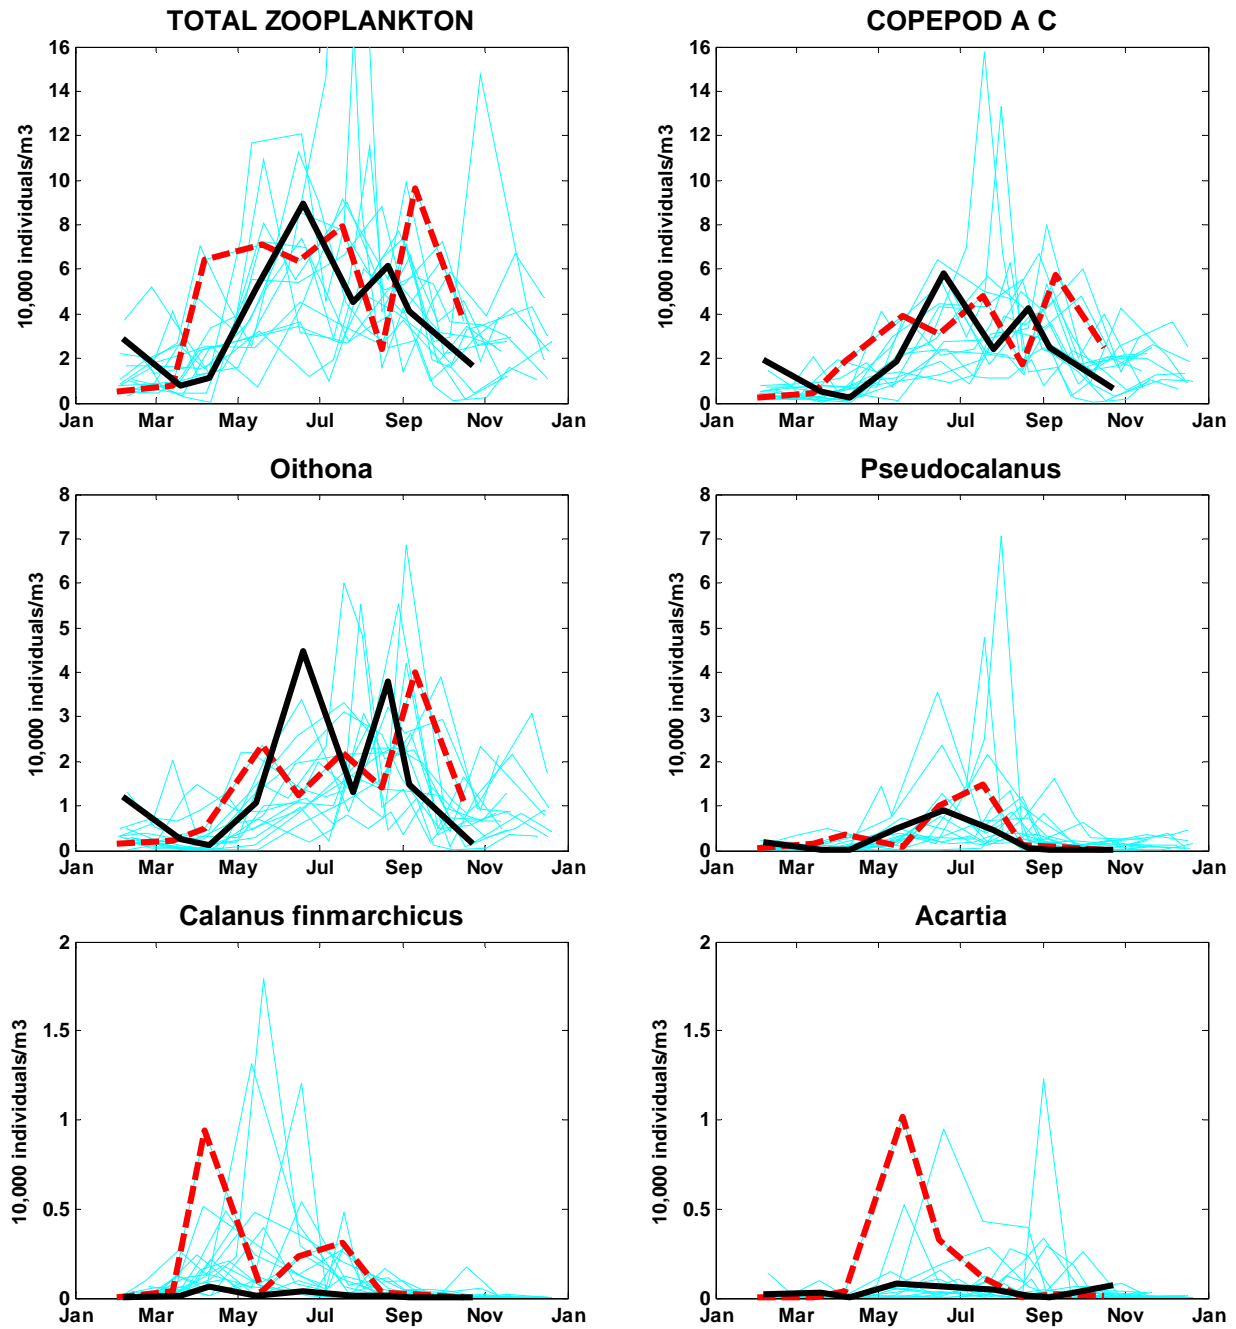 TOTAL ZOOPLANKTON
10,000 individuals/m3
16
14
12
10
8
6
4
2
0
Jan Mar May Jul Sep Nov Jan
COPEPOD A C
10,000 individuals/m3
16
14
12
10
8
6
4
2
0
Jan Mar May Jul Sep Nov Jan
Oithona
10,000 individuals/m3
8
7
6
5
4
3
2
1
0
Jan Mar May Jul Sep Nov Jan
Pseudocalanus
10,000 individuals/m3
8
7
6
5
4
3
2
1
0
Jan Mar May Jul Sep Nov Jan
Calanus finmarchicus
10,000 individuals/m3
2
1.5
1
0.5
0
Jan Mar May Jul Sep Nov Jan
Acartia
10,000 individuals/m3
2
1.5
1
0.5
0
Jan Mar May Jul Sep Nov Jan